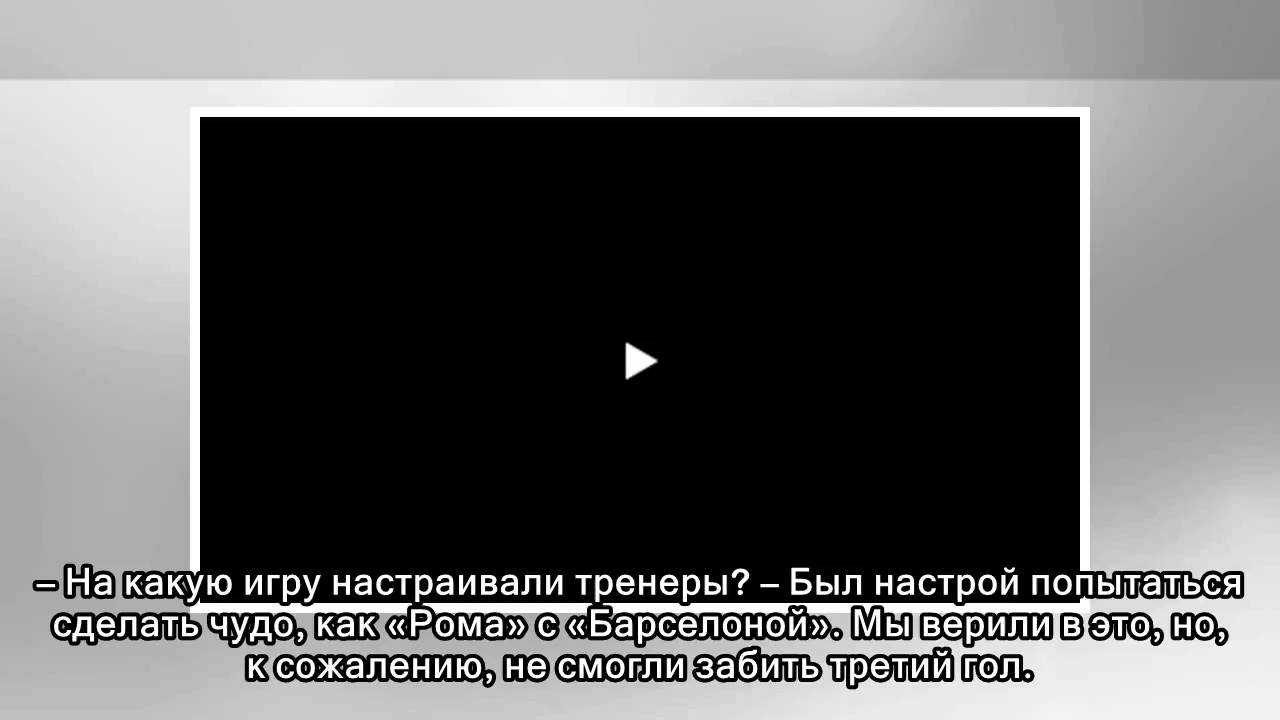 – На какую игру настраивали тренеры? – Был настрой попытаться
сделать чудо, как «Рома» с «Барселоной». Мы верили в это, но,
к сожалению, не смогли забить третий гол.